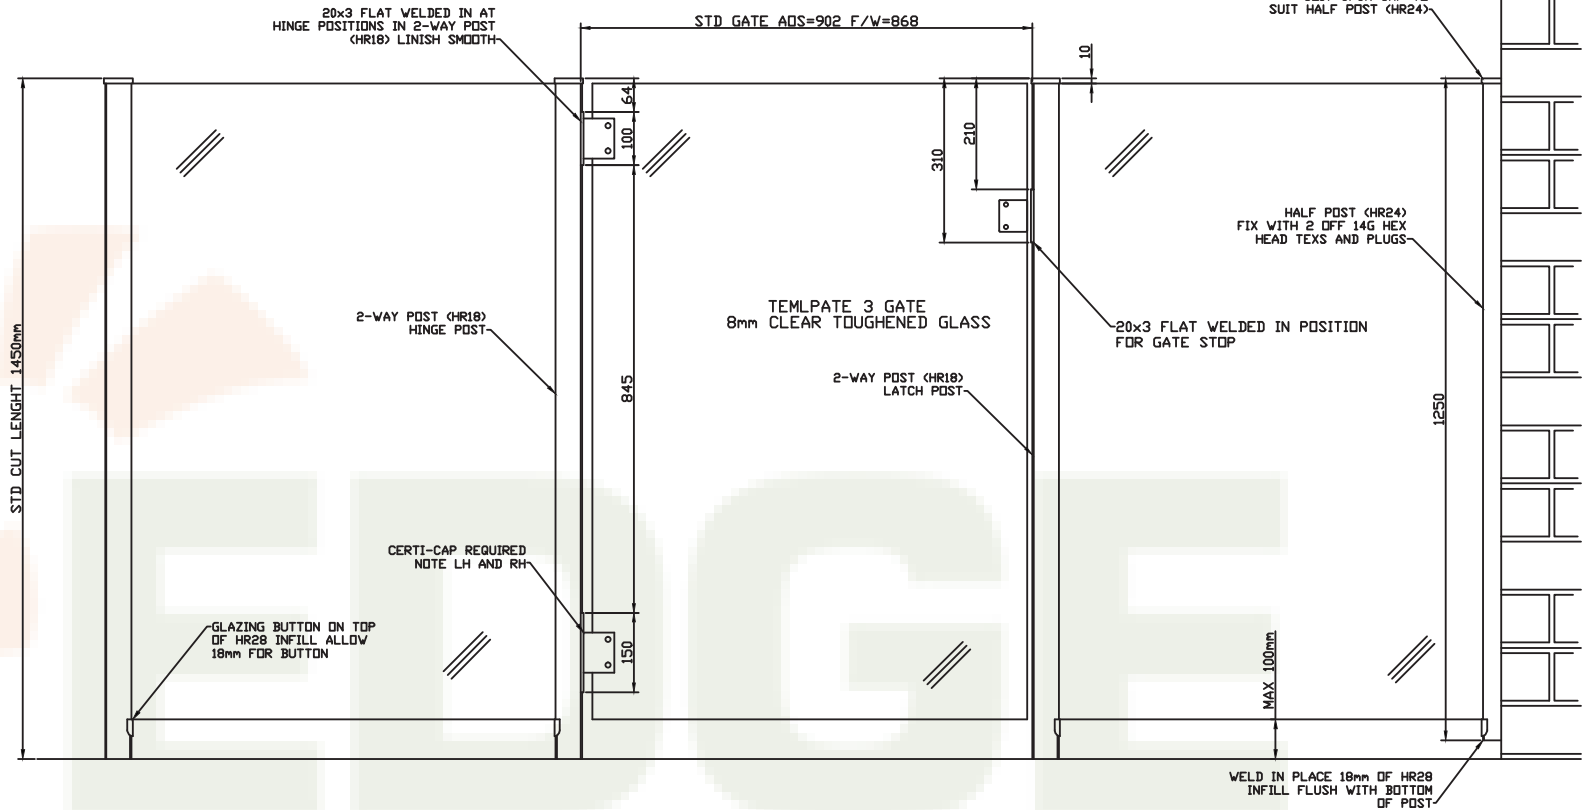 20x3 FLAT WELDED IN AT
HINGE POSITIONS IN 2-WAY POST
(HR18) LINISH SMOOTH
STD GATE AOS=902 F/W=868
SUIT HALF POST (HR24)
10
64
100
210
310
HALF POST (HR24)
FIX WITH 2 OFF 14G HEX
HEAD TEXS AND PLUGS
TEMLPATE 3 GATE
8mm CLEAR TOUGHENED GLASS
2-WAY POST (HR18)
HINGE POST
20x3 FLAT WELDED IN POSITION
FOR GATE STOP
STD CUT LENGHT 1450mm
845
2-WAY POST (HR18)
LATCH POST
1250
CERTI-CAP REQUIRED
NOTE LH AND RH
GLAZING BUTTON ON TOP
OF HR28 INFILL ALLOW
18mm FOR BUTTON
150
MAX 100mm
WELD IN PLACE 18mm OF HR28
INFILL FLUSH WITH BOTTOM
OF POST
EDGE